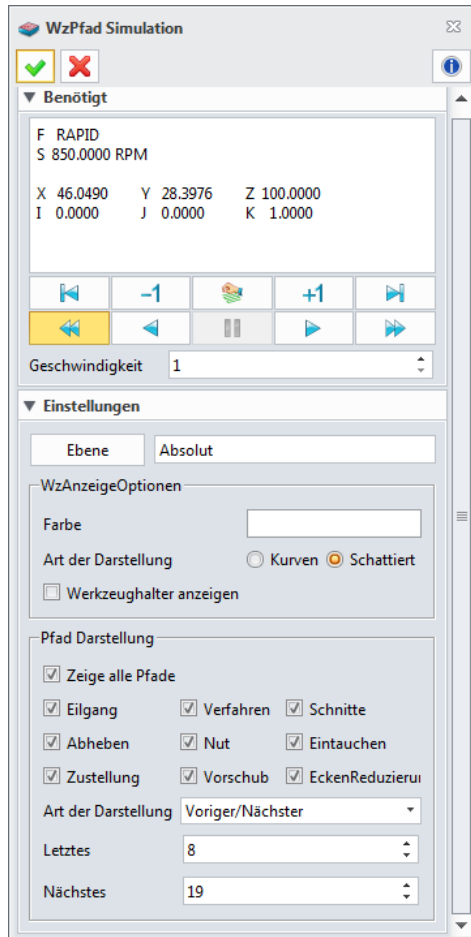 WzPfad Simulation
Benötigt
F RAPID
S 850.0000 RPM
X 46.0490 Y 28.3976 Z 100.0000
I 0.0000 J 0.0000 K 1.0000
-1 +1
Geschwindigkeit 1
Einstellungen
Ebene Absolut
WzAnzeigeOptionen
Farbe
Art der Darstellung Kurven Schattiert
Werkzeughalter anzeigen
Pfad Darstellung
Zeige alle Pfade
Eilgang Verfahren Schnitte
Abheben Nut Eintauchen
Zustellung Vorschub EckenReduzieru
Art der Darstellung Voriger/Nächster
Letztes 8
Nächstes 19